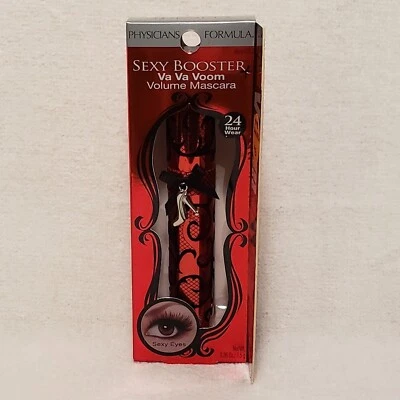 PHYSICIANS FORMULA
SEXY BOOSTER
Va Va Voom
Volume Mascara
24
Hour
Wear
Sexy Eyes